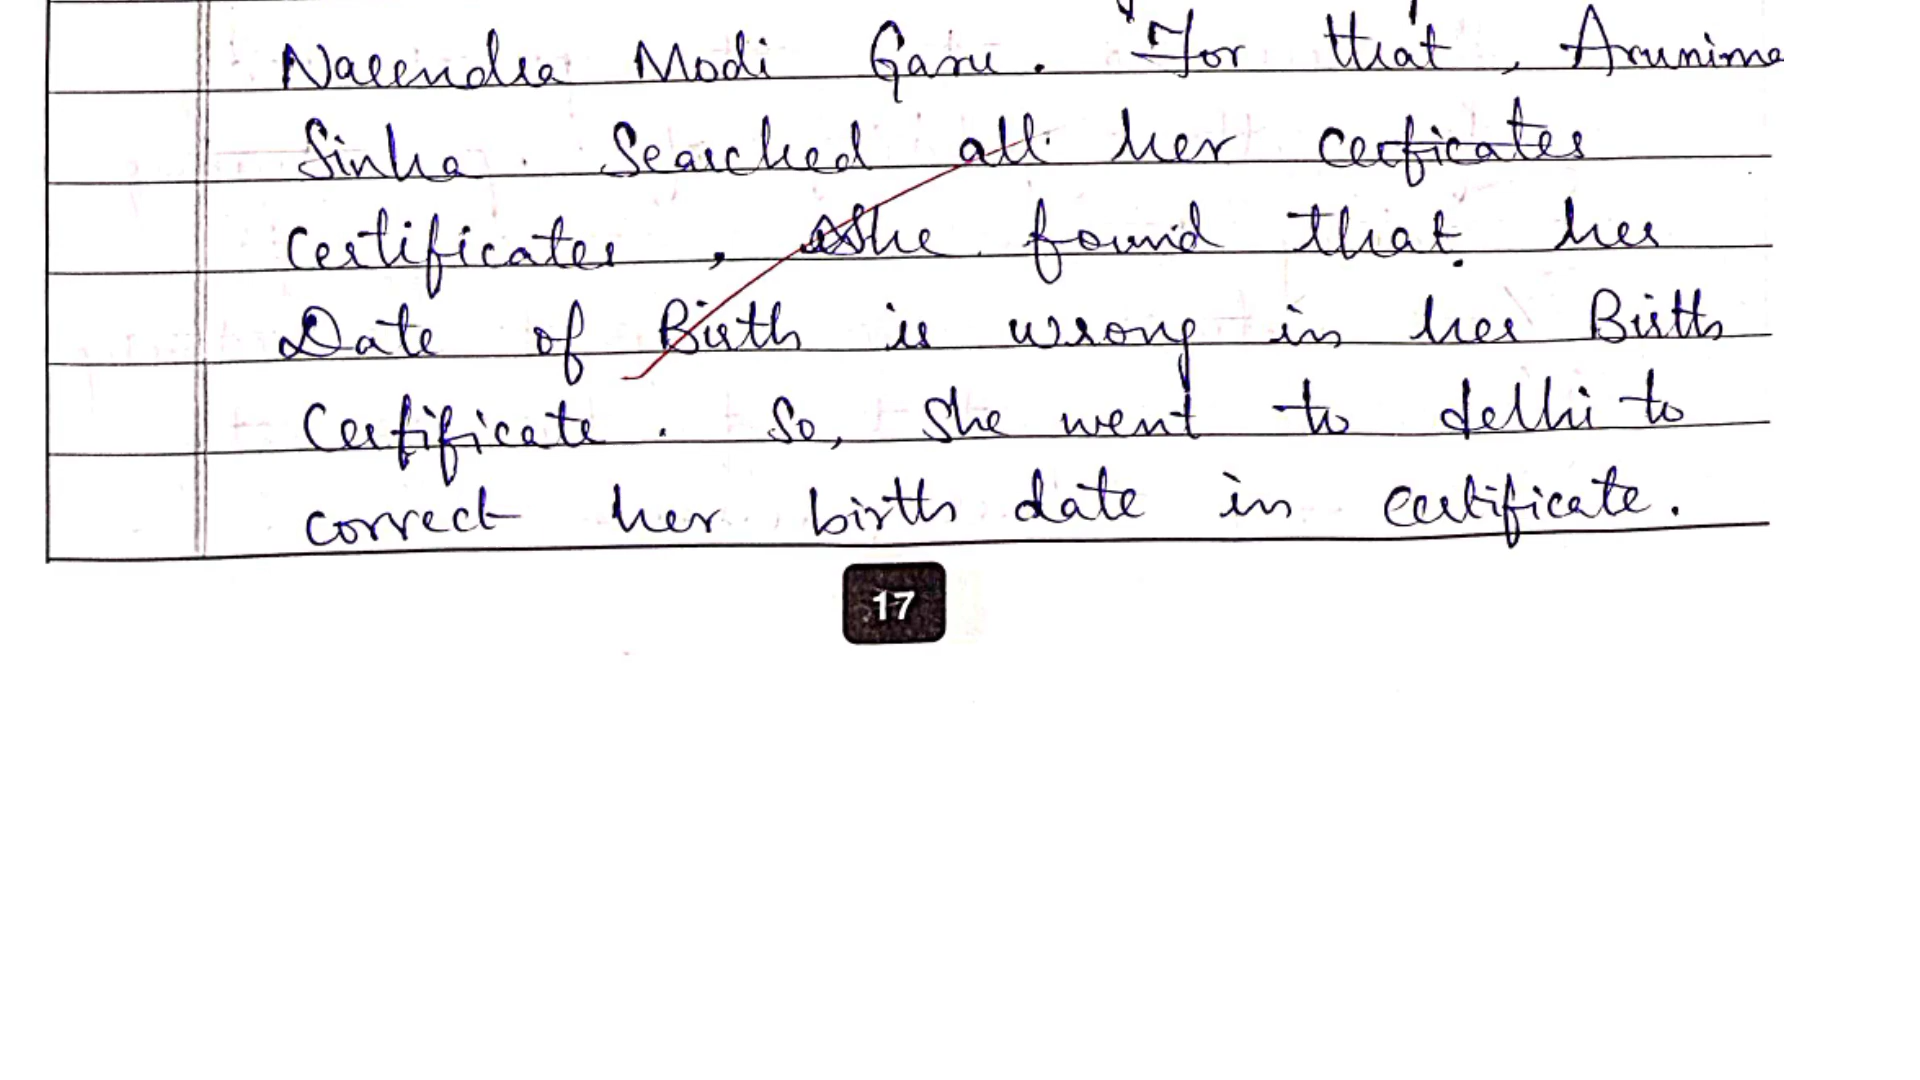 Narendra Modi Garu. For that, Arunima
Sinha. Searched all her cerficates
Certificates, She found that her
Date of Birth is wrong in her Birth
Certificate. So, She went to delhi to
correct her birth date in certificate.
17